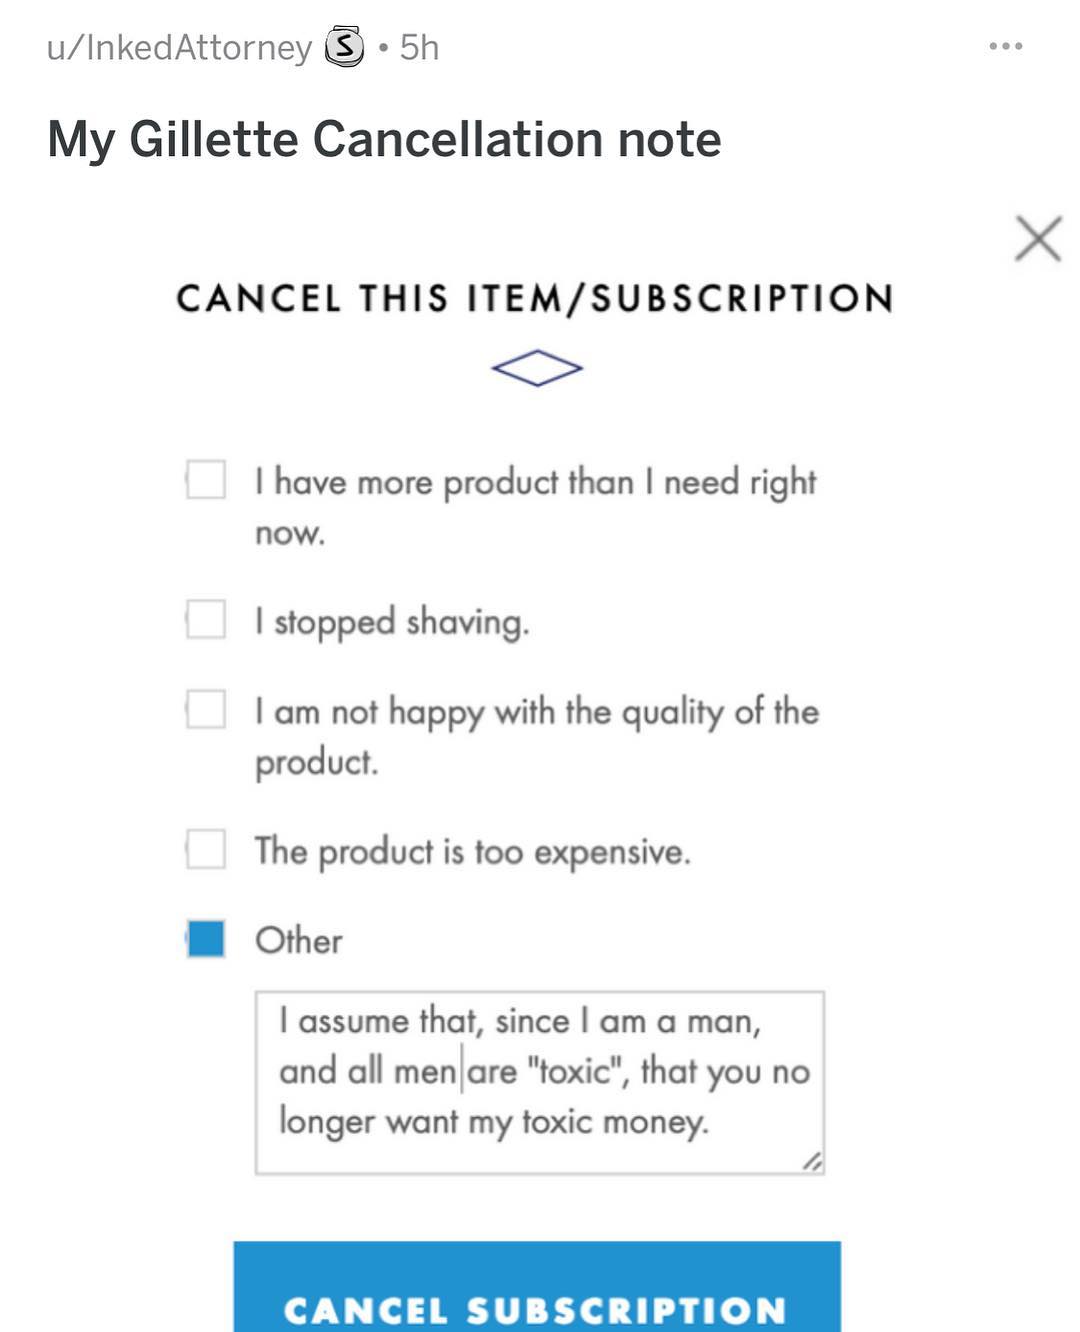 u/InkedAttorney S • 5h
My Gillette Cancellation note
CANCEL THIS ITEM/SUBSCRIPTION
I have more product than I need right
now.
I stopped shaving.
I am not happy with the quality of the
product.
The product is too expensive.
Other
I assume that, since I am a man,
and all men are "toxic", that you no
longer want my toxic money.
CANCEL SUBSCRIPTION